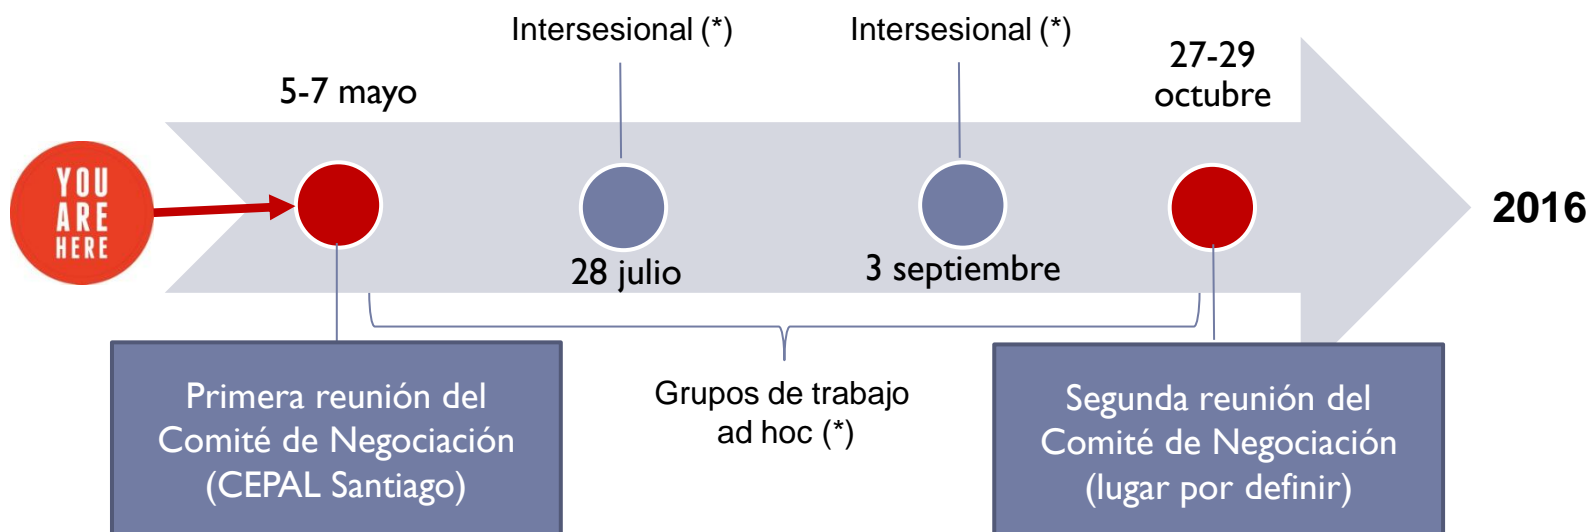 Intersesional (*)
Intersesional (*)
5-7 mayo
27-29
octubre
YOU
ARE
HERE
2016
28 julio
3 septiembre
Primera reunión del
Comité de Negociación
(CEPAL Santiago)
Grupos de trabajo
ad hoc (*)
Segunda reunión del
Comité de Negociación
(lugar por definir)